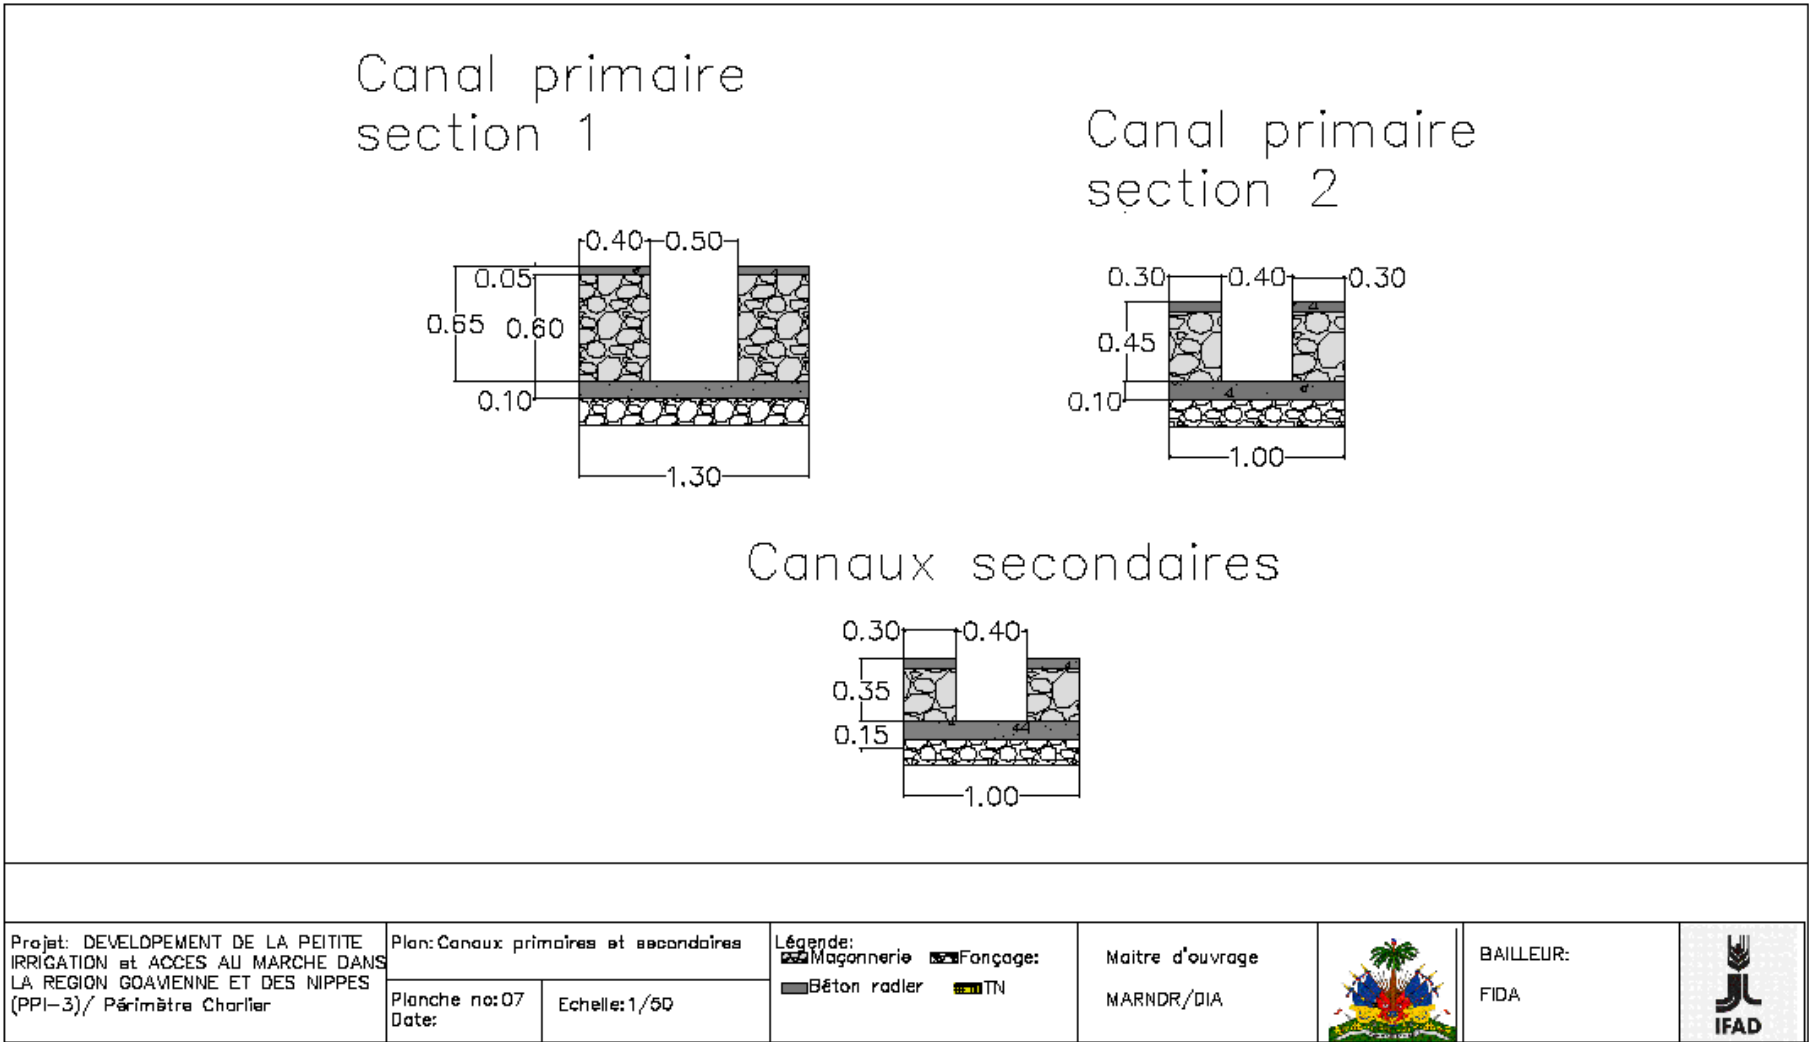 Canal primaire
section 1
Canal primaire
section 2
0.40 0.50
0.05
0.65 0.60
0.10
1.30
0.30 0.40 0.30
0.45
0.10
1.00
Canaux secondaires
0.30 0.40
0.35
0.15
1.00
Projet: DEVELOPEMENT DE LA PEITITE
IRRIGATION et ACCES AU MARCHE DANS
LA REGION GOAVIENNE ET DES NIPPES
(PPI-3)/ Périmètre Charlier
Plan: Canaux primaires et secondaires
Planche no: 07
Date:
Echelle: 1/50
Légende:
Maçonnerie Fonçage:
Béton radier TN
Maitre d'ouvrage
MARNDR/DIA
BAILLEUR:
FIDA
IFAD